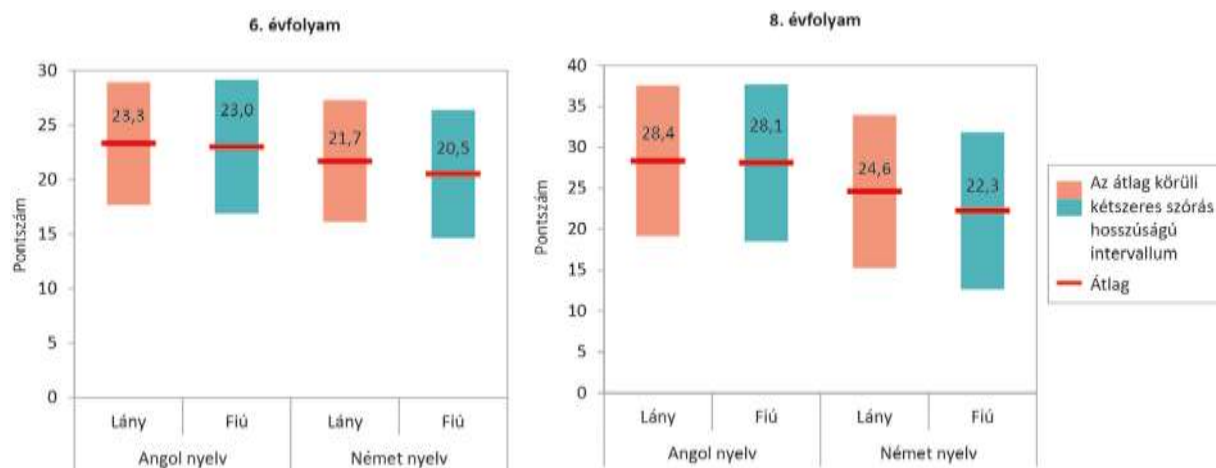 6. évfolyam
30
25
20
15
10
5
0
Pontszám
23,3
23,0
21,7
20,5
Lány
Fiú
Lány
Fiú
Angol nyelv
Német nyelv
8. évfolyam
40
35
30
25
20
15
10
5
0
Pontszám
28,4
28,1
24,6
22,3
Lány
Fiú
Lány
Fiú
Angol nyelv
Német nyelv
Az átlag körüli
kétszeres szórás
hosszúságú
intervallum
Átlag